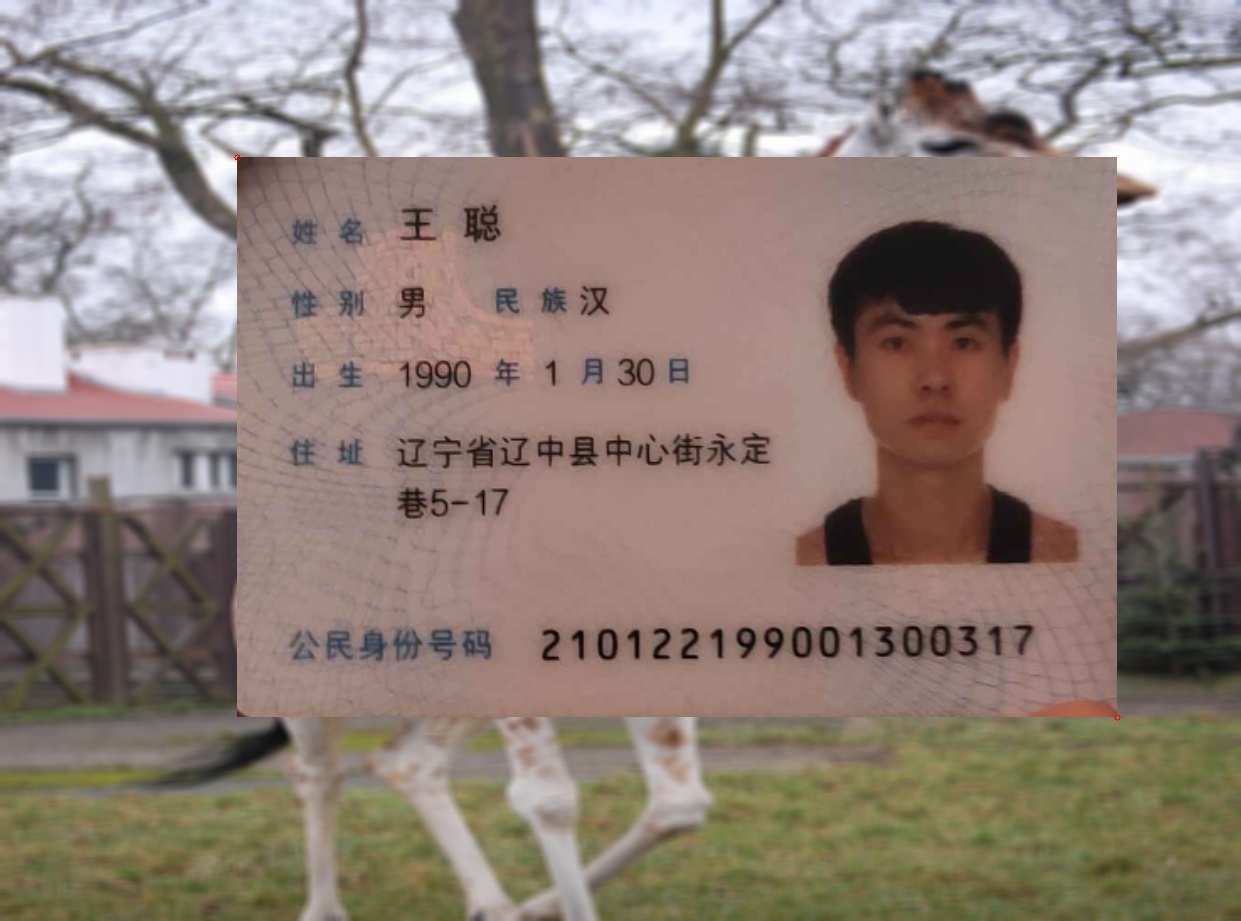 姓名 王聪
性别 男 民族 汉
出生 1990 年 1 月 30 日
住址 辽宁省辽中县中心街永定
巷5-17
公民身份号码 210122199001300317